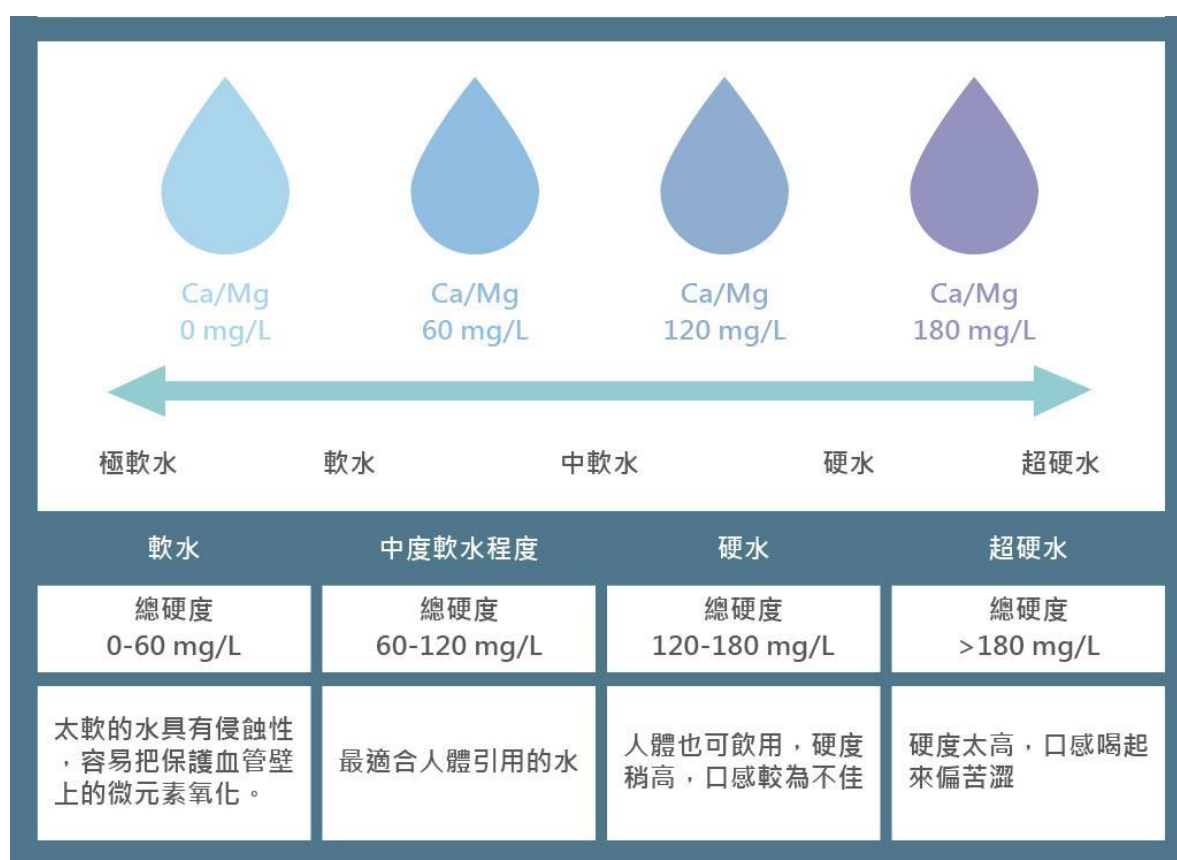 Ca/Mg
0 mg/L
Ca/Mg
60 mg/L
Ca/Mg
120 mg/L
Ca/Mg
180 mg/L
極軟水
軟水
中軟水
硬水
超硬水
軟水
中度軟水程度
硬水
超硬水
總硬度
0-60 mg/L
總硬度
60-120 mg/L
總硬度
120-180 mg/L
總硬度
>180 mg/L
太軟的水具有侵蝕性
，容易把保護血管壁
上的微元素氧化。
最適合人體引用的水
人體也可飲用，硬度
稍高，口感較為不佳
硬度太高，口感喝起
來偏苦澀